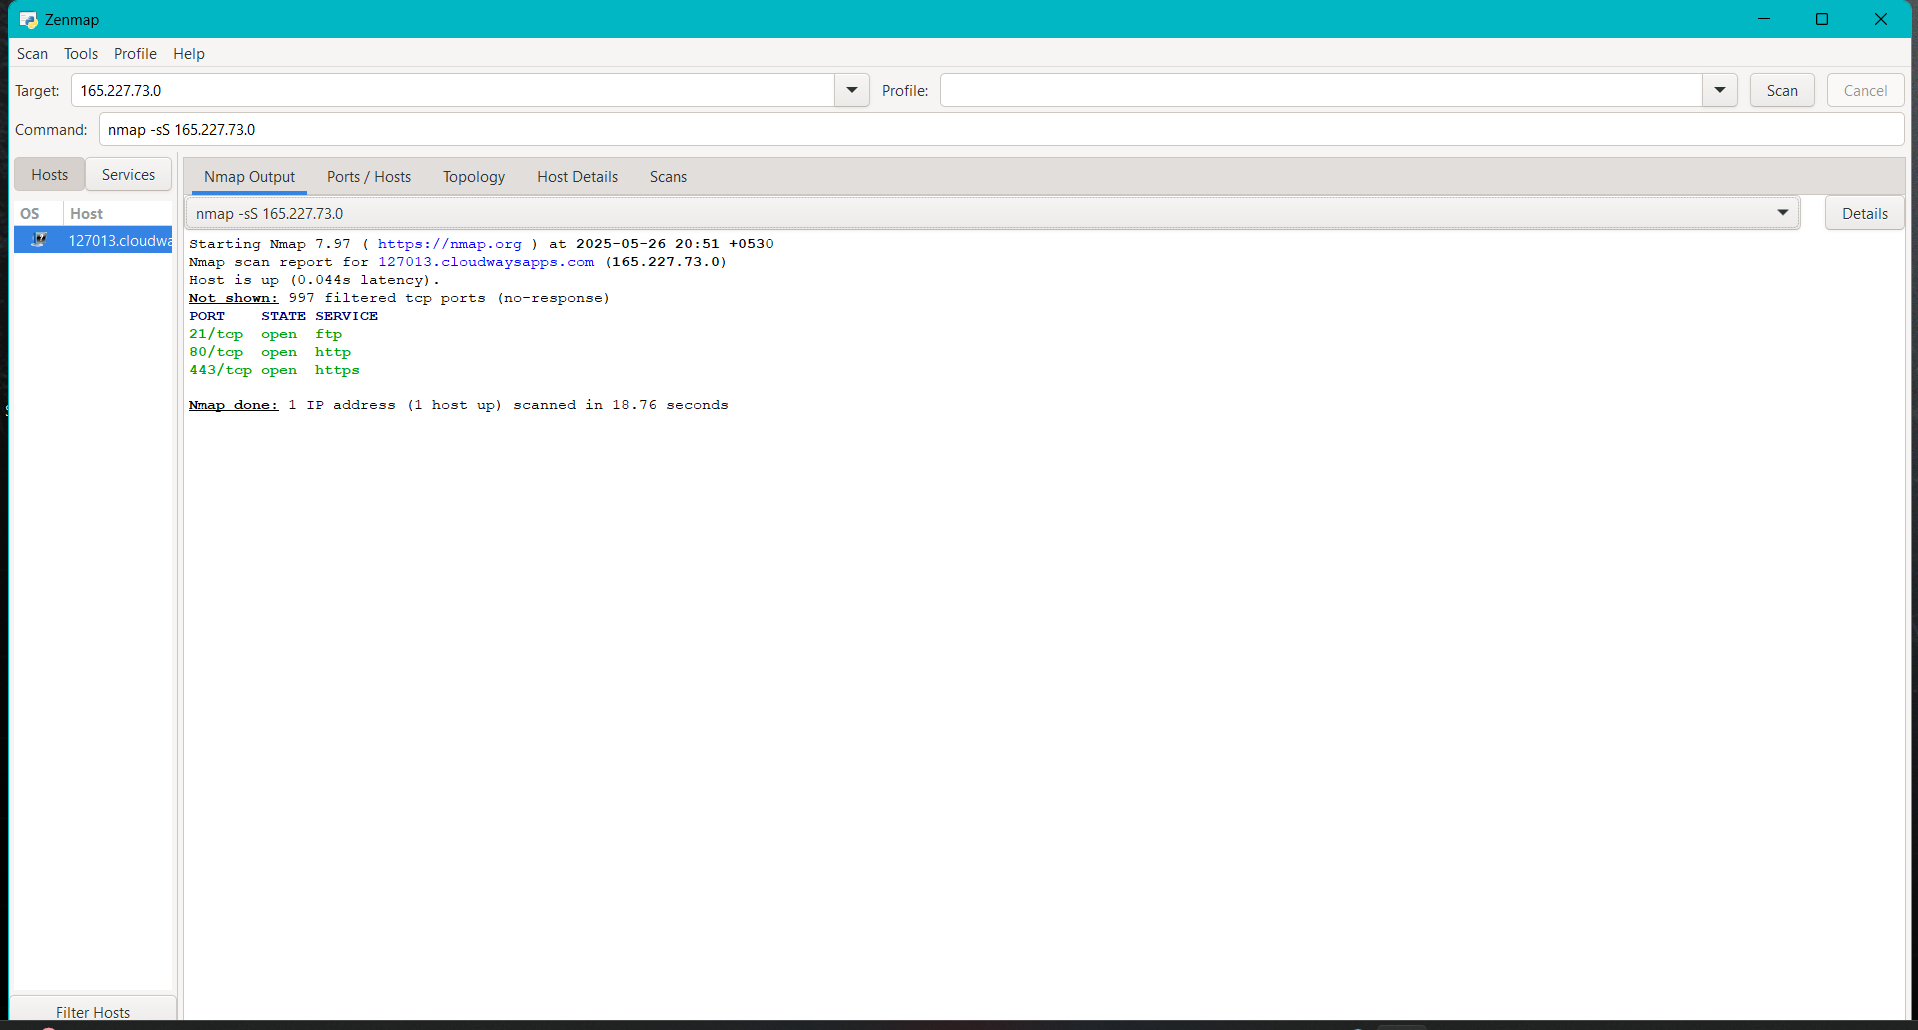 Zenmap
Scan Tools Profile Help
Target: 165.227.73.0 Profile: Scan Cancel
Command: nmap -sS 165.227.73.0
Hosts Services
Nmap Output Ports / Hosts Topology Host Details Scans
OS Host
nmap -sS 165.227.73.0 Details
127013.cloudwa
Starting Nmap 7.97 ( https://nmap.org ) at 2025-05-26 20:51 +0530
Nmap scan report for 127013.cloudwaysapps.com (165.227.73.0)
Host is up (0.044s latency).
Not shown: 997 filtered tcp ports (no-response)
PORT STATE SERVICE
21/tcp open ftp
80/tcp open http
443/tcp open https
Nmap done: 1 IP address (1 host up) scanned in 18.76 seconds
Filter Hosts